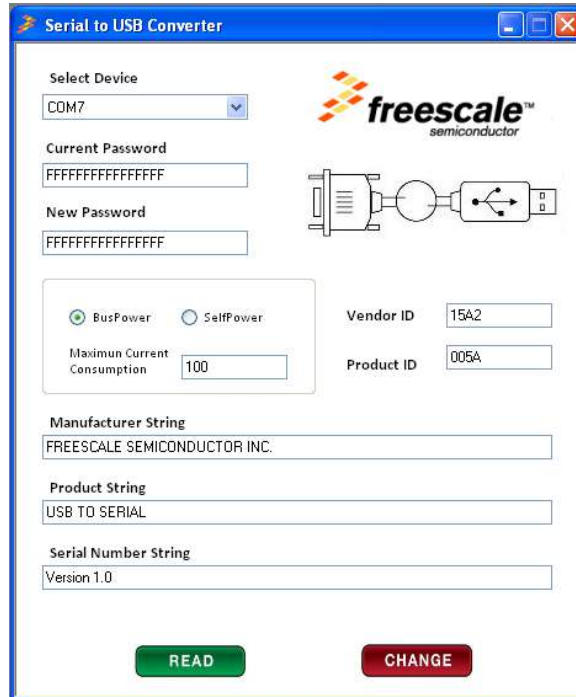 Serial to USB Converter
Select Device
COM7
freescale™
semiconductor
Current Password
FFFFFFFFFFFFFFFF
New Password
FFFFFFFFFFFFFFFF
BusPower SelfPower
Maximun Current
Consumption
100
Vendor ID 15A2
Product ID 005A
Manufacturer String
FREESCALE SEMICONDUCTOR INC.
Product String
USB TO SERIAL
Serial Number String
Version 1.0
READ CHANGE